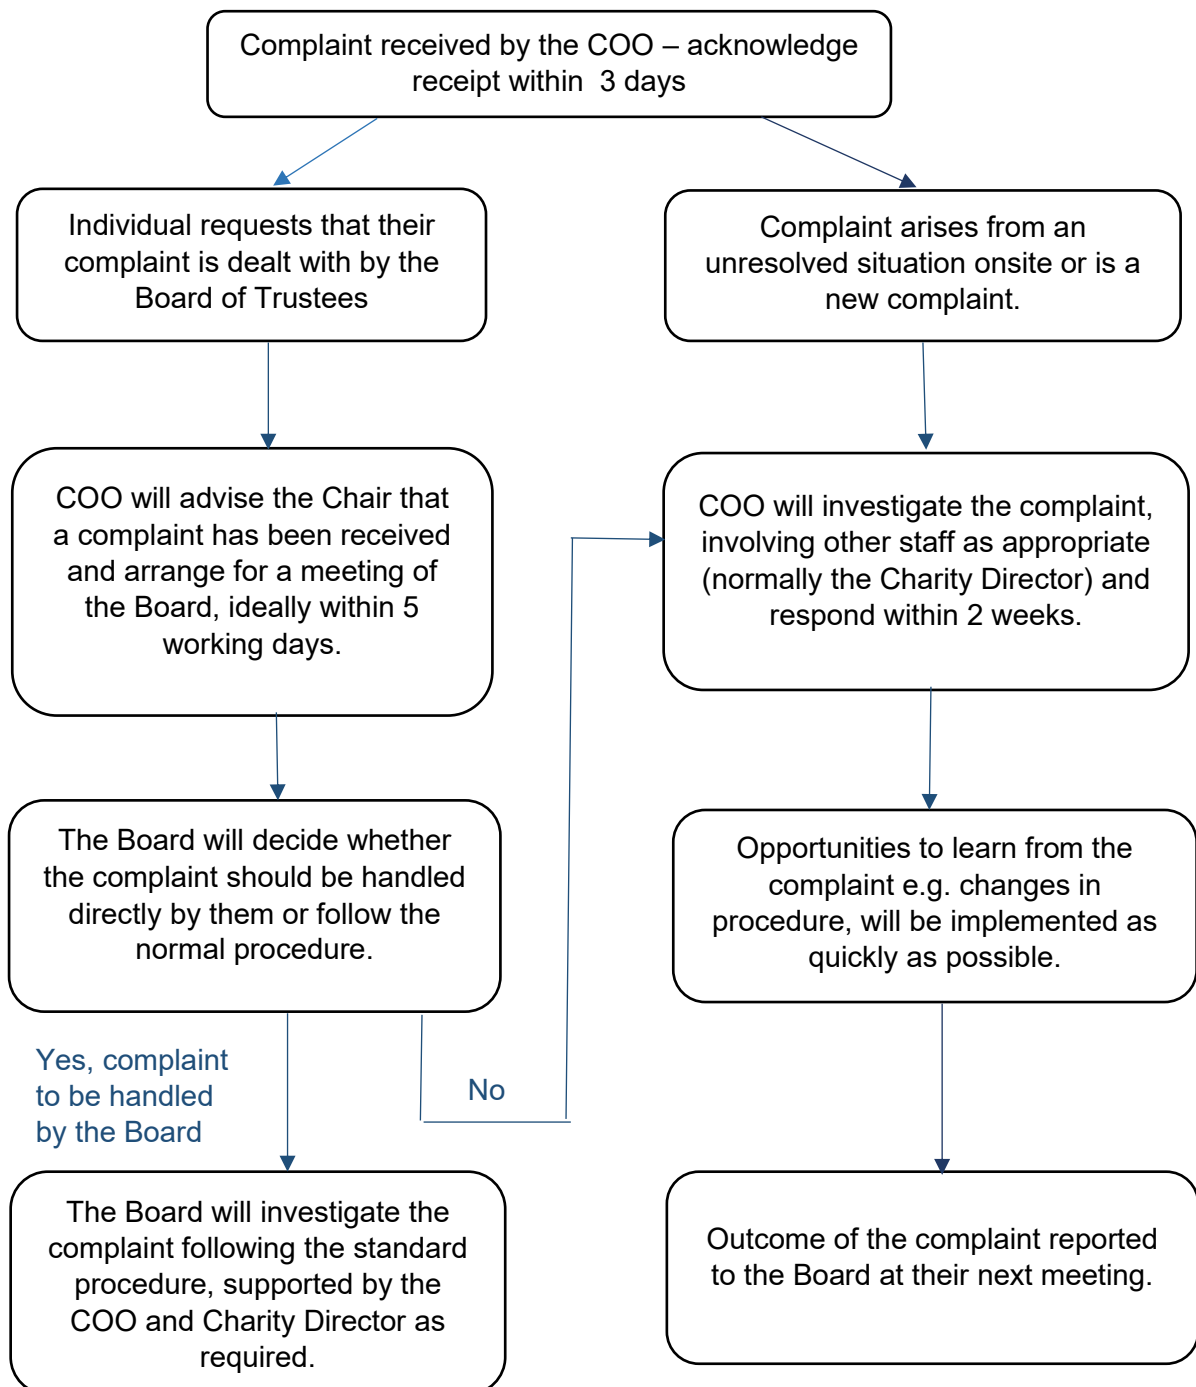 Complaint received by the COO – acknowledge
receipt within  3 days
Individual requests that their
complaint is dealt with by the
Board of Trustees
Complaint arises from an
unresolved situation onsite or is a
new complaint.
COO will advise the Chair that
a complaint has been received
and arrange for a meeting of
the Board, ideally within 5
working days.
COO will investigate the complaint,
involving other staff as appropriate
(normally the Charity Director) and
respond within 2 weeks.
The Board will decide whether
the complaint should be handled
directly by them or follow the
normal procedure.
Opportunities to learn from the
complaint e.g. changes in
procedure, will be implemented as
quickly as possible.
Yes, complaint
to be handled
by the Board
No
The Board will investigate the
complaint following the standard
procedure, supported by the
COO and Charity Director as
required.
Outcome of the complaint reported
to the Board at their next meeting.